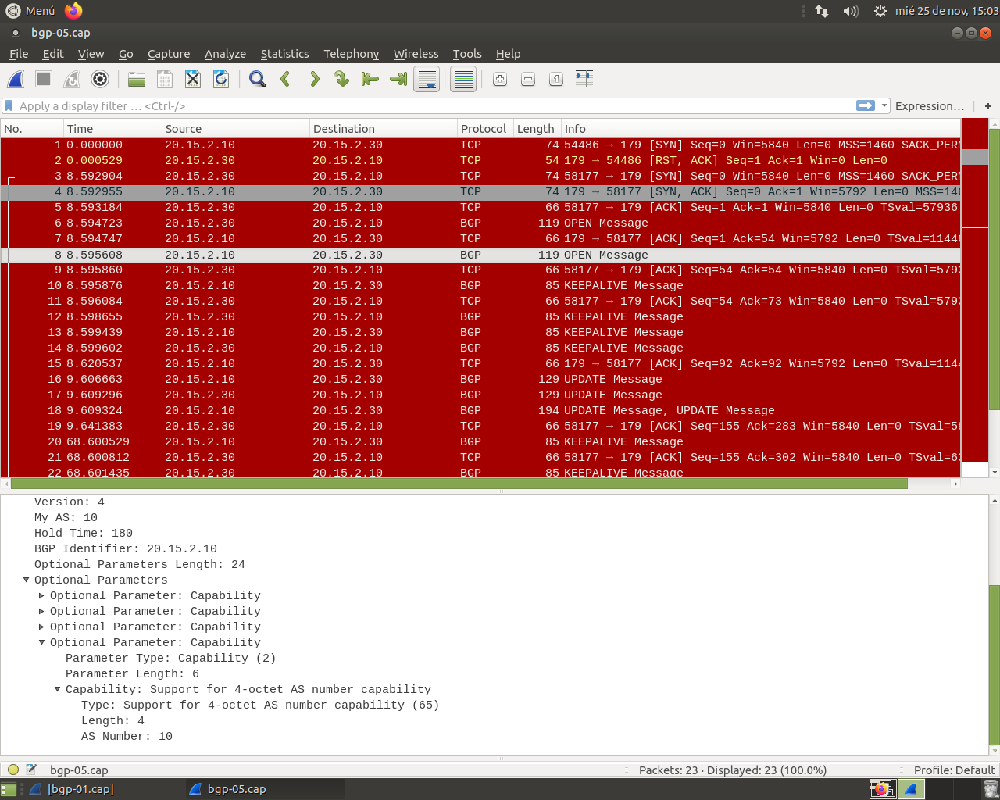 Menú mié 25 de nov, 15:03
bgp-05.cap
File Edit View Go Capture Analyze Statistics Telephony Wireless Tools Help
Apply a display filter … <Ctrl-/> Expression… +
No. Time Source Destination Protocol Length Info
1 0.000000 20.15.2.10 20.15.2.30 TCP 74 54486 → 179 [SYN] Seq=0 Win=5840 Len=0 MSS=1460 SACK_PERM
2 0.000529 20.15.2.30 20.15.2.10 TCP 54 179 → 54486 [RST, ACK] Seq=1 Ack=1 Win=0 Len=0
3 8.592904 20.15.2.30 20.15.2.10 TCP 74 58177 → 179 [SYN] Seq=0 Win=5840 Len=0 MSS=1460 SACK_PERM
4 8.592955 20.15.2.10 20.15.2.30 TCP 74 179 → 58177 [SYN, ACK] Seq=0 Ack=1 Win=5792 Len=0 MSS=146
5 8.593184 20.15.2.30 20.15.2.10 TCP 66 58177 → 179 [ACK] Seq=1 Ack=1 Win=5840 Len=0 TSval=57936
6 8.594723 20.15.2.30 20.15.2.10 BGP 119 OPEN Message
7 8.594747 20.15.2.10 20.15.2.30 TCP 66 179 → 58177 [ACK] Seq=1 Ack=54 Win=5792 Len=0 TSval=11446
8 8.595608 20.15.2.10 20.15.2.30 BGP 119 OPEN Message
9 8.595860 20.15.2.30 20.15.2.10 TCP 66 58177 → 179 [ACK] Seq=54 Ack=54 Win=5840 Len=0 TSval=5793
10 8.595876 20.15.2.10 20.15.2.30 BGP 85 KEEPALIVE Message
11 8.596084 20.15.2.30 20.15.2.10 TCP 66 58177 → 179 [ACK] Seq=54 Ack=73 Win=5840 Len=0 TSval=5793
12 8.598655 20.15.2.30 20.15.2.10 BGP 85 KEEPALIVE Message
13 8.599439 20.15.2.10 20.15.2.30 BGP 85 KEEPALIVE Message
14 8.599602 20.15.2.30 20.15.2.10 BGP 85 KEEPALIVE Message
15 8.620537 20.15.2.10 20.15.2.30 TCP 66 179 → 58177 [ACK] Seq=92 Ack=92 Win=5792 Len=0 TSval=1144
16 9.606663 20.15.2.10 20.15.2.30 BGP 129 UPDATE Message
17 9.609296 20.15.2.30 20.15.2.10 BGP 129 UPDATE Message
18 9.609324 20.15.2.10 20.15.2.30 BGP 194 UPDATE Message, UPDATE Message
19 9.641383 20.15.2.30 20.15.2.10 TCP 66 58177 → 179 [ACK] Seq=155 Ack=283 Win=5840 Len=0 TSval=58
20 68.600529 20.15.2.10 20.15.2.30 BGP 85 KEEPALIVE Message
21 68.600812 20.15.2.30 20.15.2.10 TCP 66 58177 → 179 [ACK] Seq=155 Ack=302 Win=5840 Len=0 TSval=63
22 68.601435 20.15.2.30 20.15.2.10 BGP 85 KEEPALIVE Message
Version: 4
My AS: 10
Hold Time: 180
BGP Identifier: 20.15.2.10
Optional Parameters Length: 24
Optional Parameters
Optional Parameter: Capability
Optional Parameter: Capability
Optional Parameter: Capability
Optional Parameter: Capability
Parameter Type: Capability (2)
Parameter Length: 6
Capability: Support for 4-octet AS number capability
Type: Support for 4-octet AS number capability (65)
Length: 4
AS Number: 10
bgp-05.cap Packets: 23 · Displayed: 23 (100.0%) Profile: Default
[bgp-01.cap] bgp-05.cap